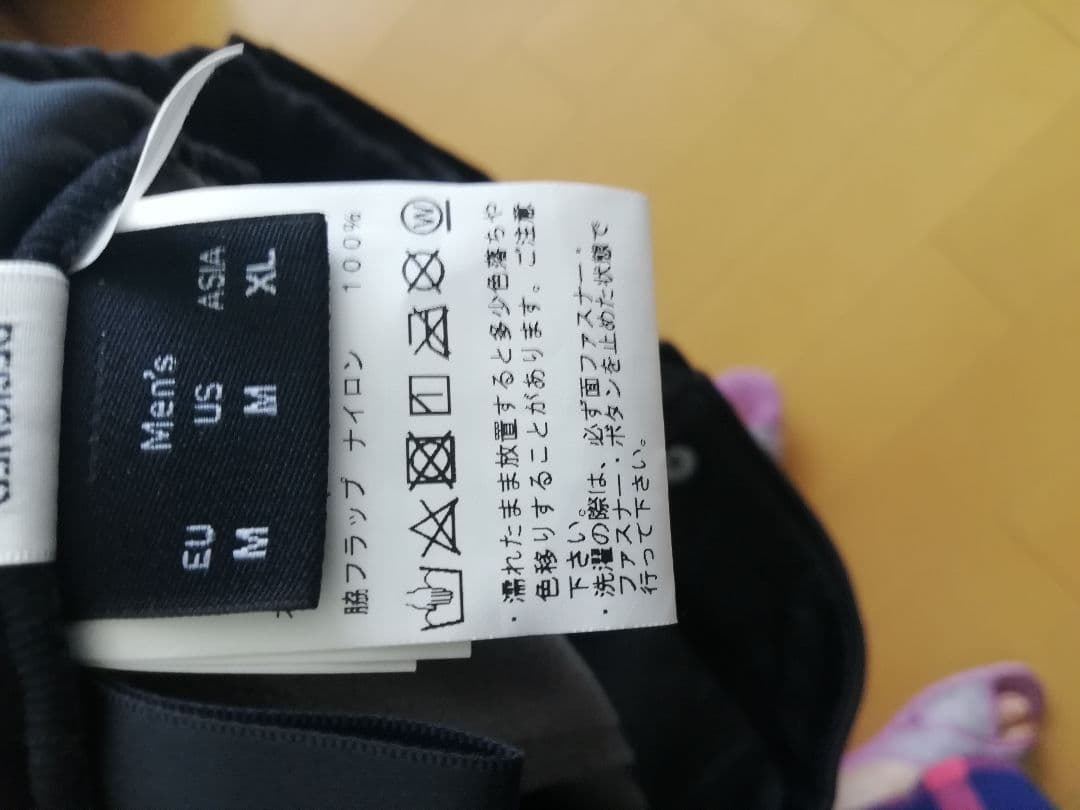 Men's
EU US ASIA
M M XL
脇フラップ ナイロン 100%
W
・濡れたまま放置すると多少色落ちや
色移りすることがあります。ご注意
下さい。
・洗濯の際は、必ず面ファスナー・
ファスナー・ボタンを止めた状態で
行って下さい。